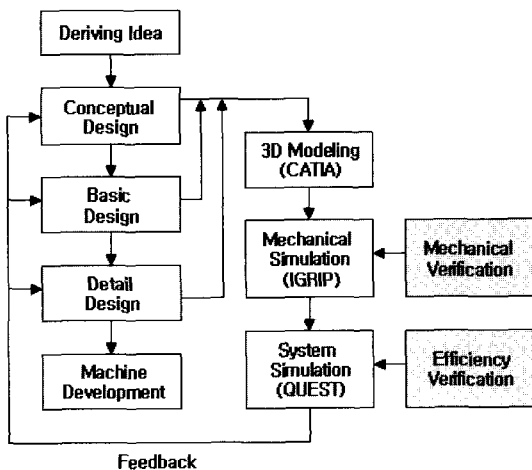 Deriving Idea
Conceptual
Design
Basic
Design
Detail
Design
Machine
Development
3D Modeling
(CATIA)
Mechanical
Simulation
(IGRIP)
System
Simulation
(QUEST)
Mechanical
Verification
Efficiency
Verification
Feedback